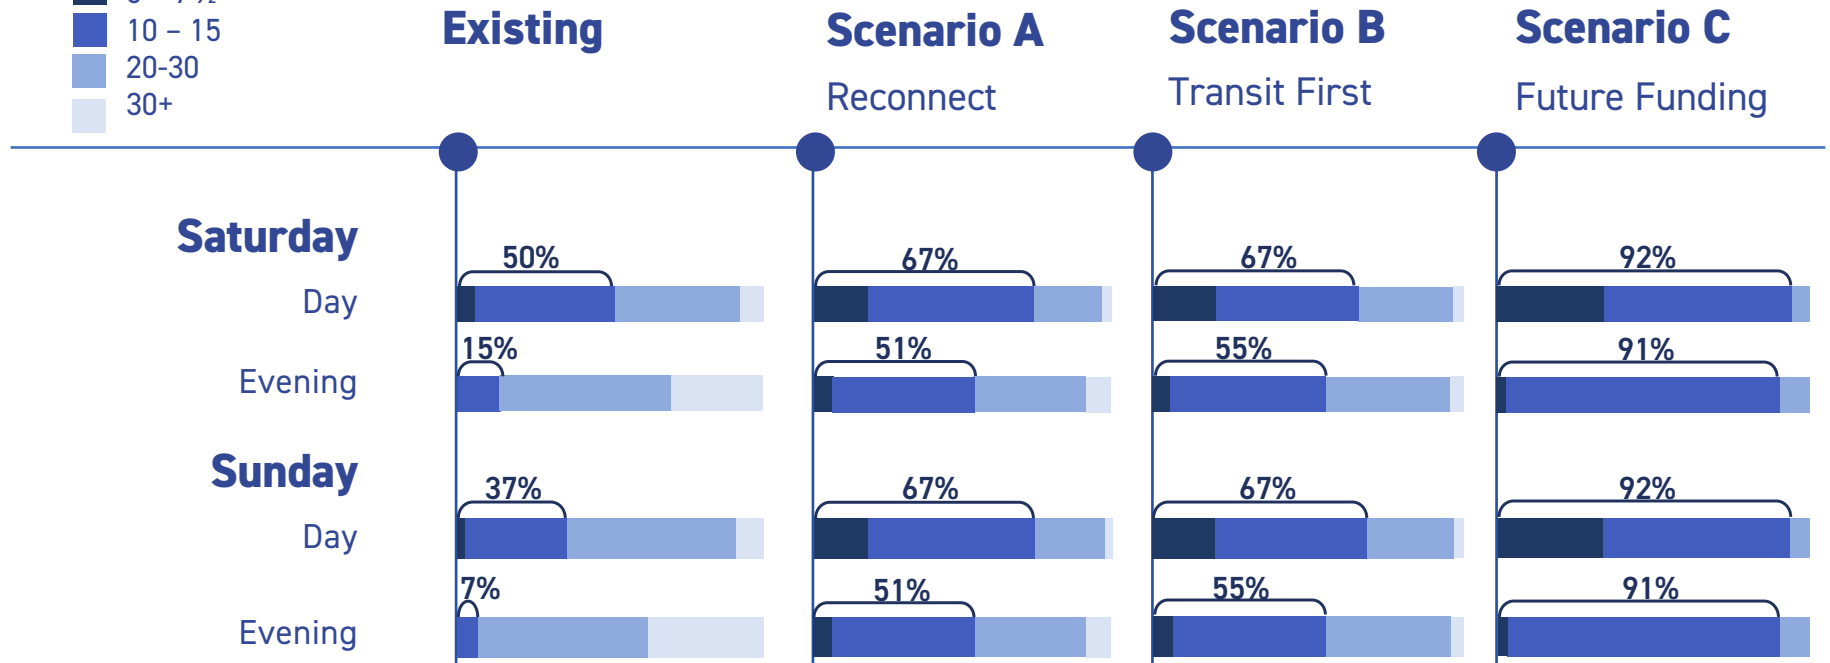 10 – 15
20-30
30+
Existing
Scenario A
Reconnect
Scenario B
Transit First
Scenario C
Future Funding
Saturday
50%
67%
67%
92%
Day
15%
51%
55%
91%
Evening
Sunday
37%
67%
67%
92%
Day
7%
51%
55%
91%
Evening